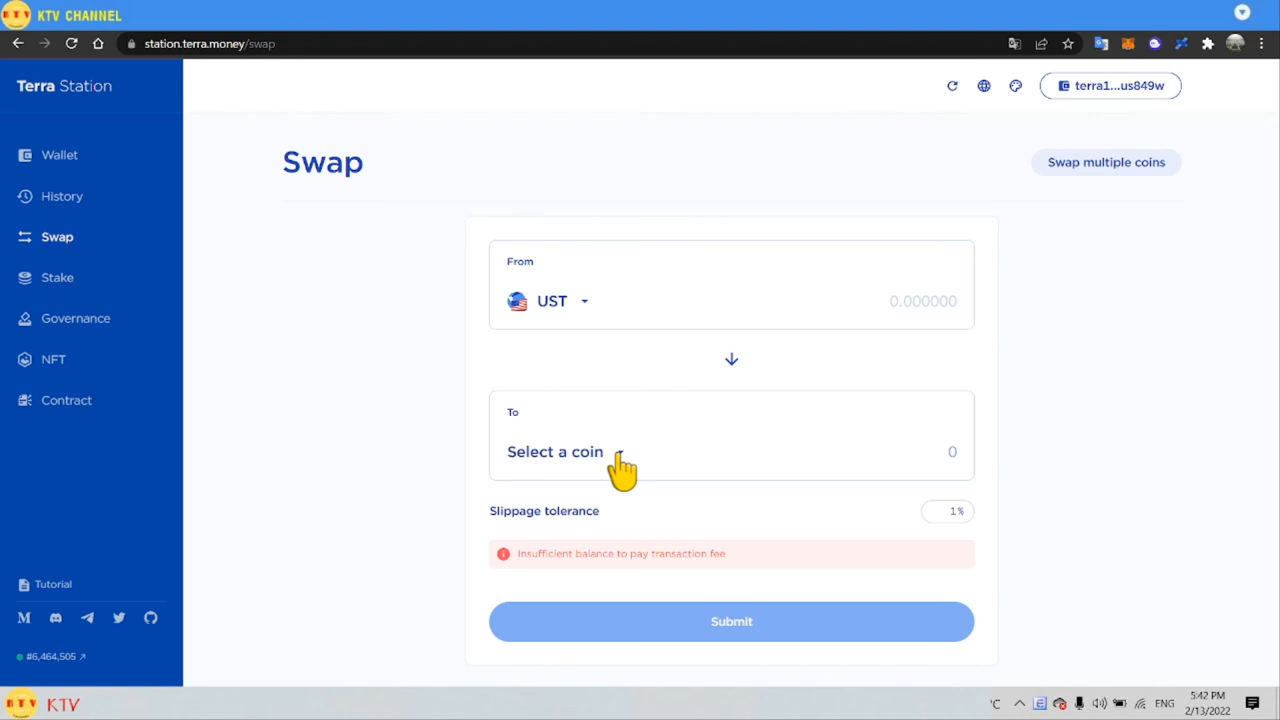 KTV CHANNEL
station.terra.money/swap
Terra Station
terra1...us849w
Wallet
History
Swap
Stake
Governance
NFT
Contract
Tutorial
#6,464,505
Swap
Swap multiple coins
From
UST
0.000000
To
Select a coin
0
Slippage tolerance
1%
Insufficient balance to pay transaction fee
Submit
KTV
°C
ENG
5:42 PM
2/13/2022